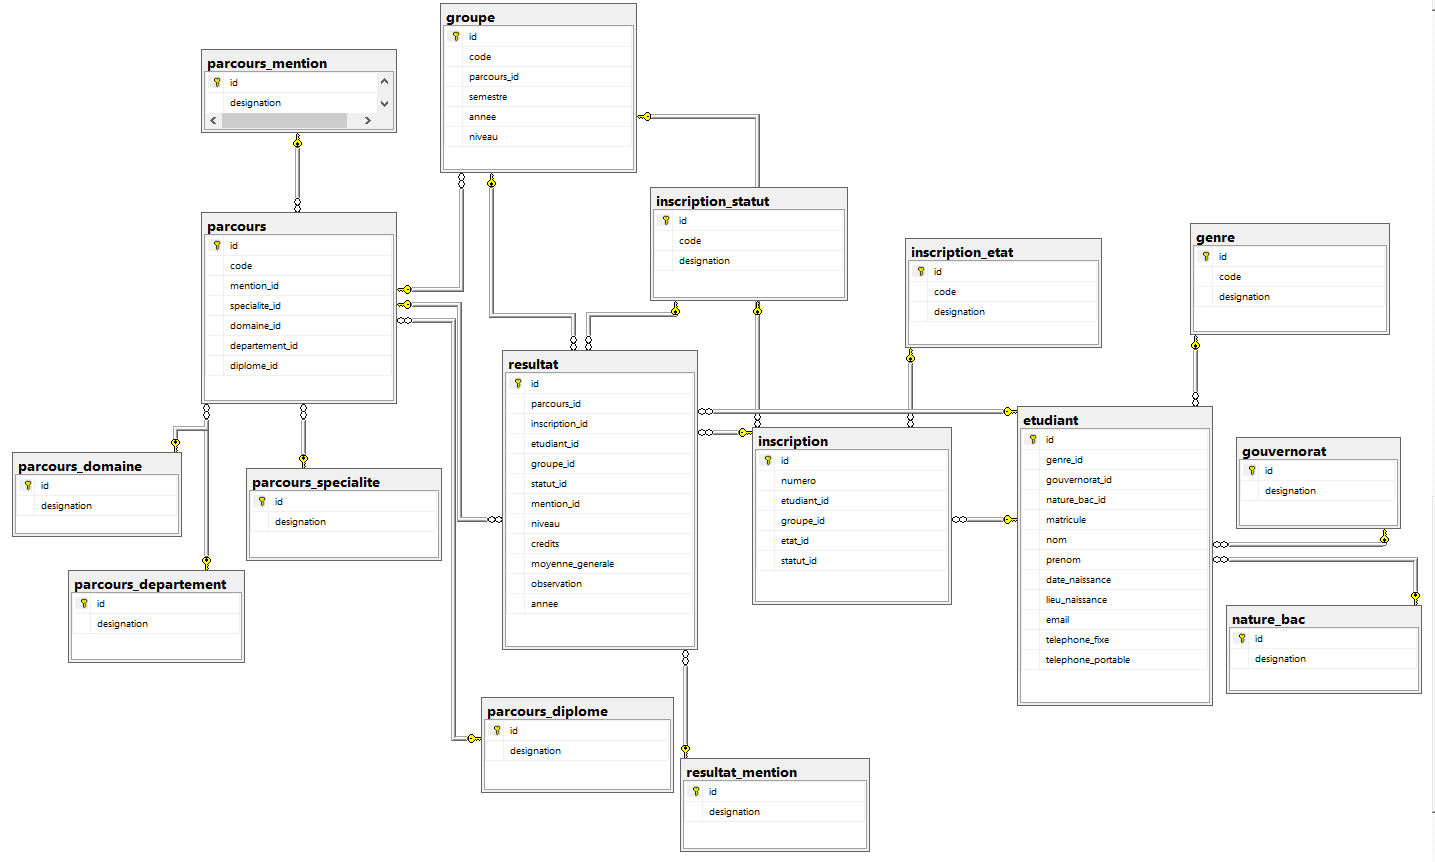 groupe
id
code
parcours_id
semestre
annee
niveau
parcours_mention
id
designation
parcours
id
code
mention_id
specialite_id
domaine_id
departement_id
diplome_id
inscription_statut
id
code
designation
inscription_etat
id
code
designation
genre
id
code
designation
resultat
id
parcours_id
inscription_id
etudiant_id
groupe_id
statut_id
mention_id
niveau
credits
moyenne_generale
observation
annee
inscription
id
numero
etudiant_id
groupe_id
etat_id
statut_id
etudiant
id
genre_id
gouvernorat_id
nature_bac_id
matricule
nom
prenom
date_naissance
lieu_naissance
email
telephone_fixe
telephone_portable
gouvernorat
id
designation
parcours_domaine
id
designation
parcours_specialite
id
designation
parcours_departement
id
designation
nature_bac
id
designation
parcours_diplome
id
designation
resultat_mention
id
designation